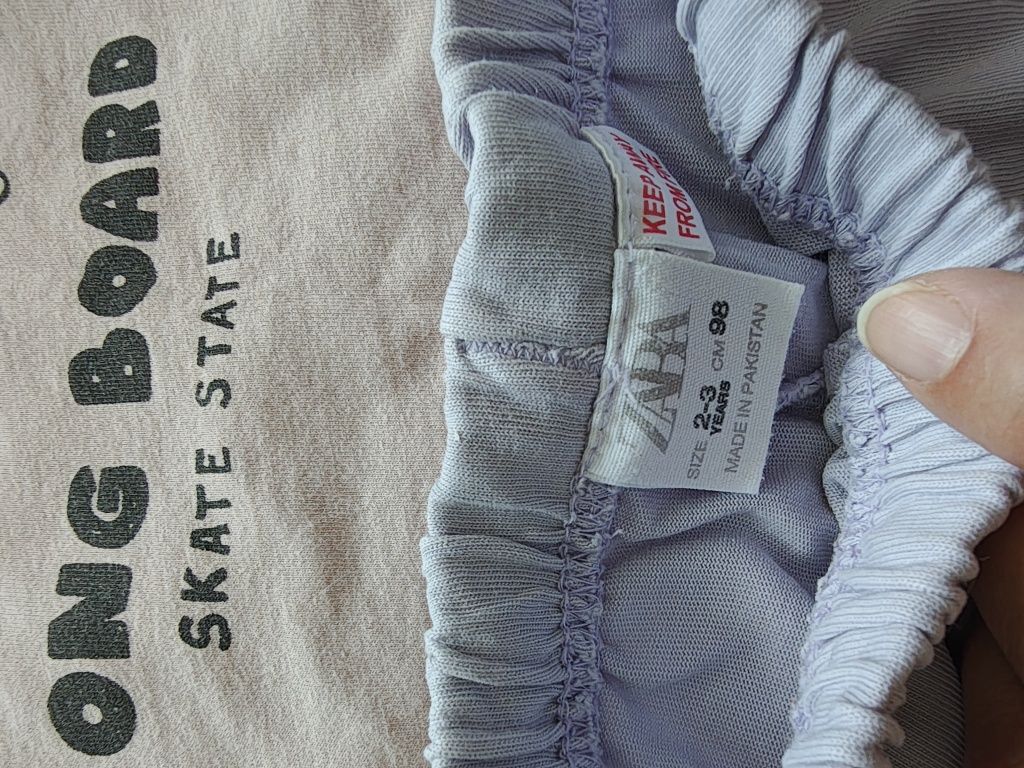 ONG BOARD
SKATE STATE
KEEP AWAY
FROM FIRE
ZARA
SIZE 2-3 CM 98
YEARS
MADE IN PAKISTAN